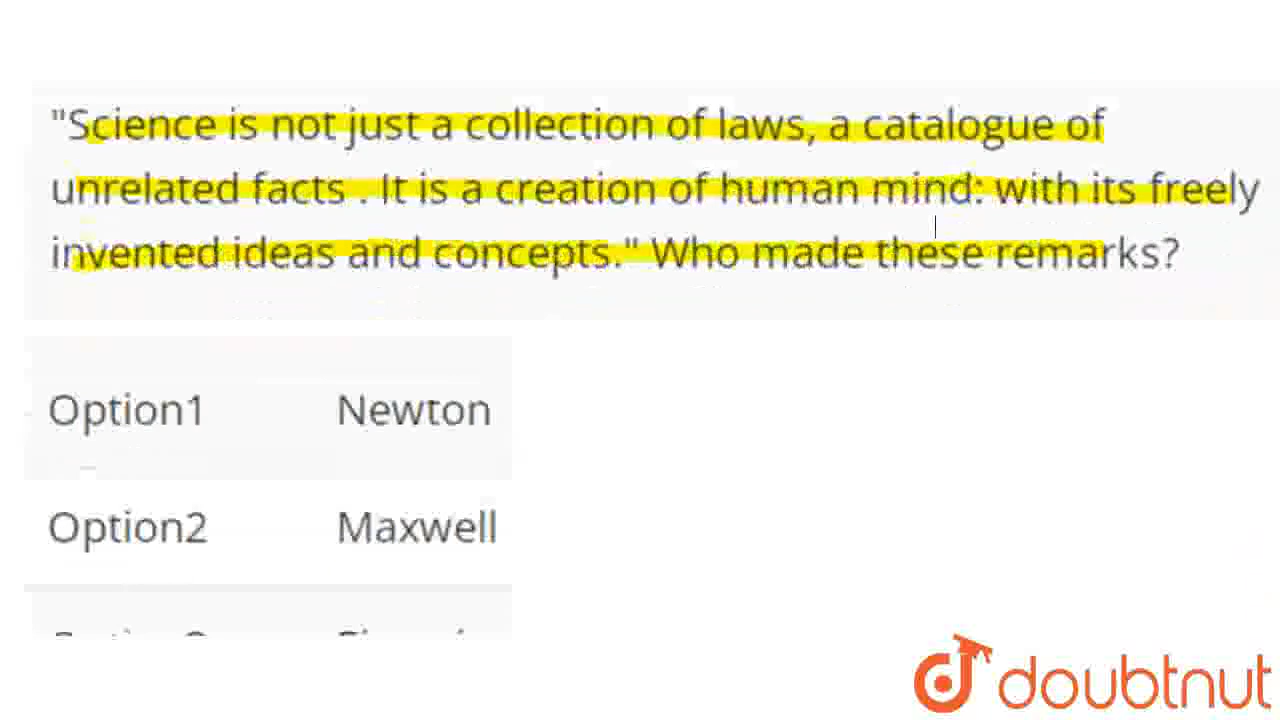 "Science is not just a collection of laws, a catalogue of
unrelated facts . It is a creation of human mind: with its freely
invented ideas and concepts." Who made these remarks?
Option1 Newton
Option2 Maxwell
doubtnut